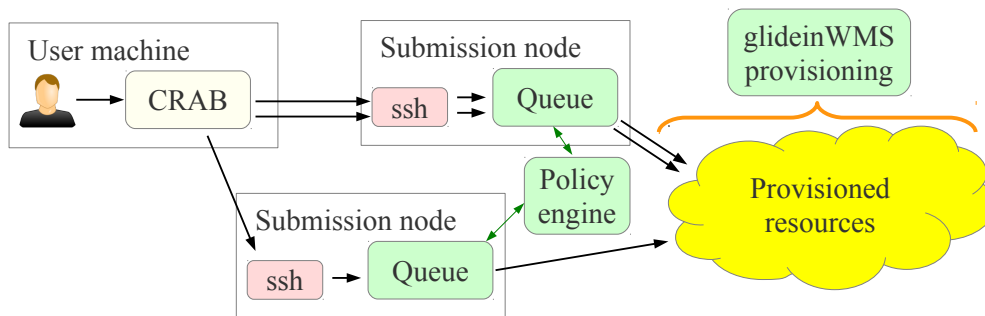 User machine
CRAB
Submission node
ssh
Queue
glideinWMS
provisioning
Policy
engine
Provisioned
resources
Submission node
ssh
Queue